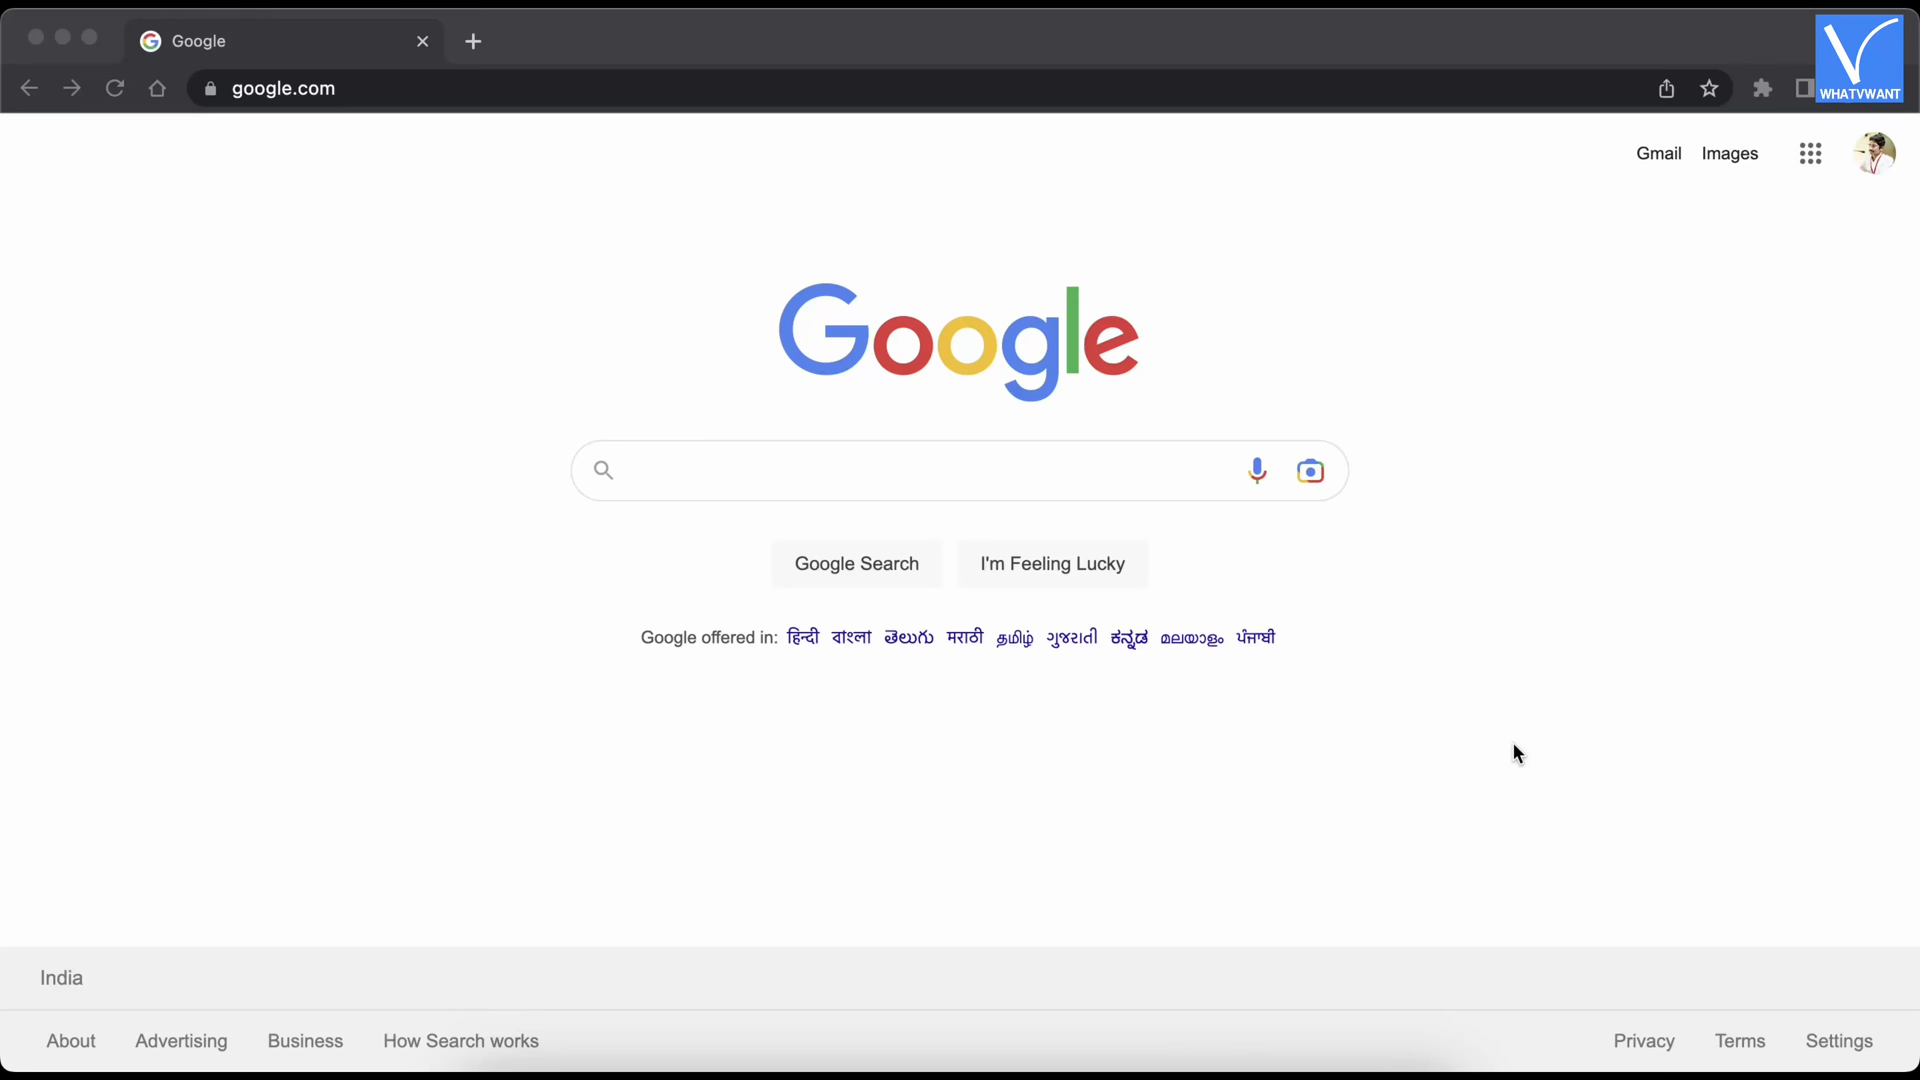 Google
google.com
WHATVWANT
Gmail Images
Google
Google Search I'm Feeling Lucky
Google offered in: हिन्दी বাংলা తెలుగు मराठी தமிழ் ગુજરાતી ಕನ್ನಡ മലയാളം ਪੰਜਾਬੀ
India
About Advertising Business How Search works Privacy Terms Settings